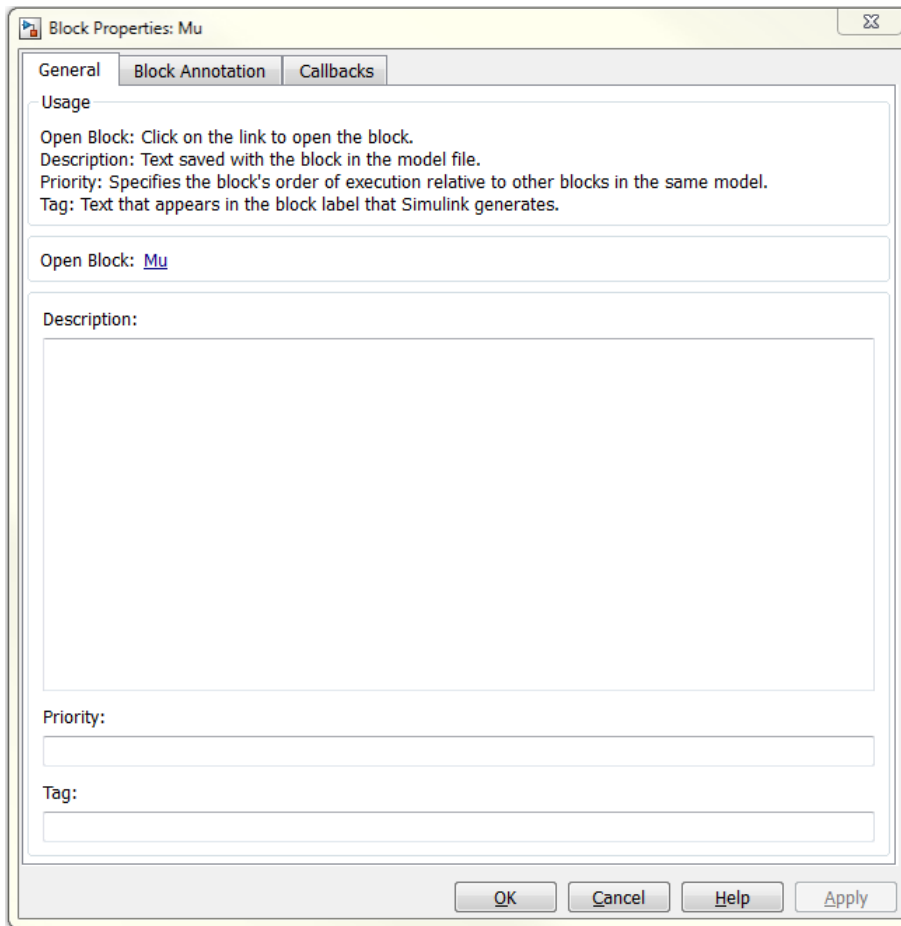 Block Properties: Mu
General
Block Annotation
Callbacks
Usage
Open Block: Click on the link to open the block.
Description: Text saved with the block in the model file.
Priority: Specifies the block's order of execution relative to other blocks in the same model.
Tag: Text that appears in the block label that Simulink generates.
Open Block: Mu
Description:
Priority:
Tag:
OK
Cancel
Help
Apply